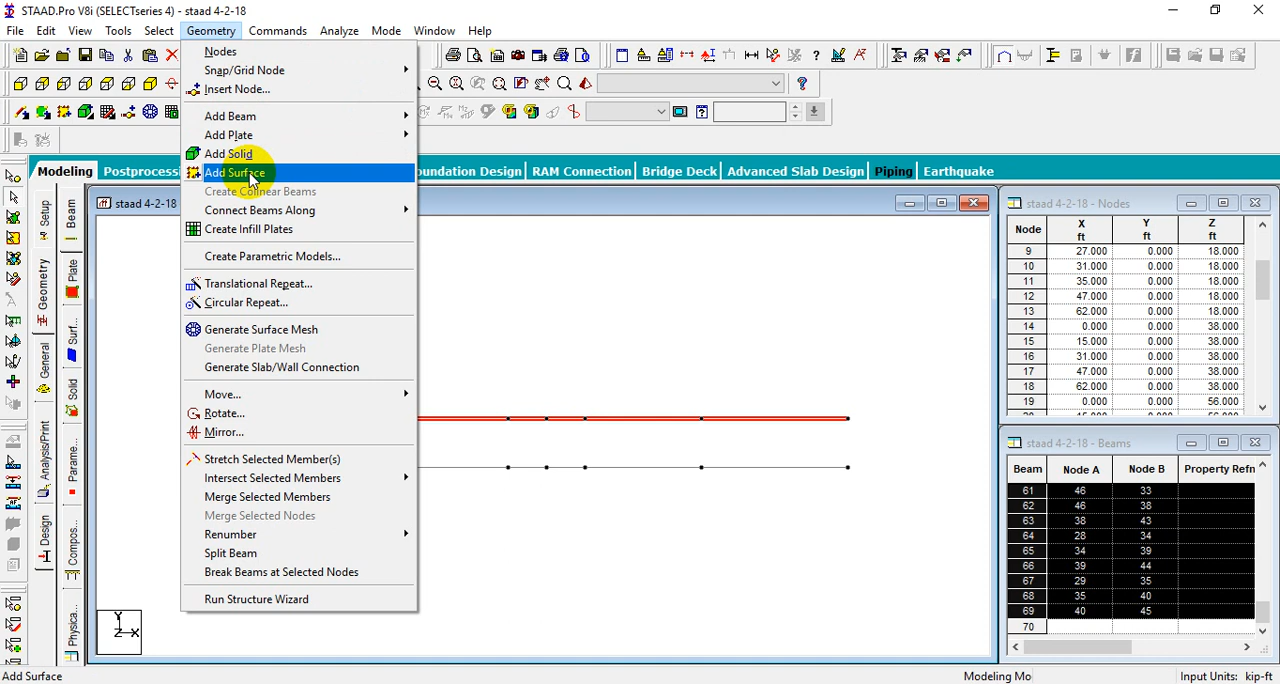 STAAD.Pro V8i (SELECTseries 4) - staad 4-2-18
File Edit View Tools Select Geometry Commands Analyze Mode Window Help
Nodes
Snap/Grid Node
Insert Node...
Add Beam
Add Plate
Add Solid
Add Surface
Create Colinear Beams
Connect Beams Along
Create Infill Plates
Create Parametric Models...
Translational Repeat...
Circular Repeat...
Generate Surface Mesh
Generate Plate Mesh
Generate Slab/Wall Connection
Move...
Rotate...
Mirror...
Stretch Selected Member(s)
Intersect Selected Members
Merge Selected Members
Merge Selected Nodes
Renumber
Split Beam
Break Beams at Selected Nodes
Run Structure Wizard
Modeling Postprocessi oundation Design RAM Connection Bridge Deck Advanced Slab Design Piping Earthquake
Setup
Geometry
General
Analysis/Print
Design
Beam
Plate
Surf...
Solid
Parame...
Compos...
Physica...
staad 4-2-18
Y
Z X
staad 4-2-18 - Nodes
Node X ft Y ft Z ft
9 27.000 0.000 18.000
10 31.000 0.000 18.000
11 35.000 0.000 18.000
12 47.000 0.000 18.000
13 62.000 0.000 18.000
14 0.000 0.000 38.000
15 15.000 0.000 38.000
16 31.000 0.000 38.000
17 47.000 0.000 38.000
18 62.000 0.000 38.000
19 0.000 0.000 56.000
staad 4-2-18 - Beams
Beam Node A Node B Property Refn
61 46 33
62 46 38
63 38 43
64 28 34
65 34 39
66 39 44
67 29 35
68 35 40
69 40 45
70
Add Surface Modeling Mo Input Units: kip-ft